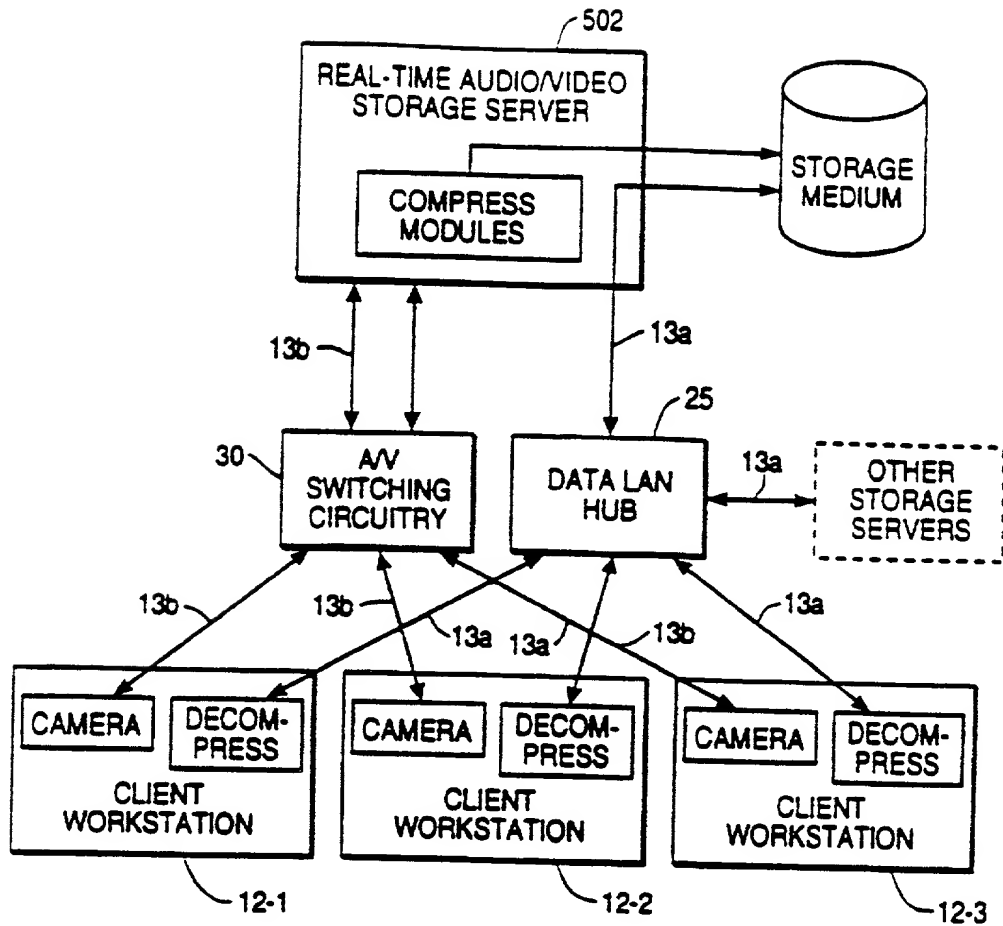 502
REAL-TIME AUDIO/VIDEO
STORAGE SERVER
COMPRESS
MODULES
STORAGE
MEDIUM
13b
13a
25
30
A/V
SWITCHING
CIRCUITRY
DATA LAN
HUB
13a
OTHER
STORAGE
SERVERS
13b
13b
13a
13a
13b
13a
CAMERA
DECOM-
PRESS
CLIENT
WORKSTATION
CAMERA
DECOM-
PRESS
CLIENT
WORKSTATION
CAMERA
DECOM-
PRESS
CLIENT
WORKSTATION
12-1
12-2
12-3